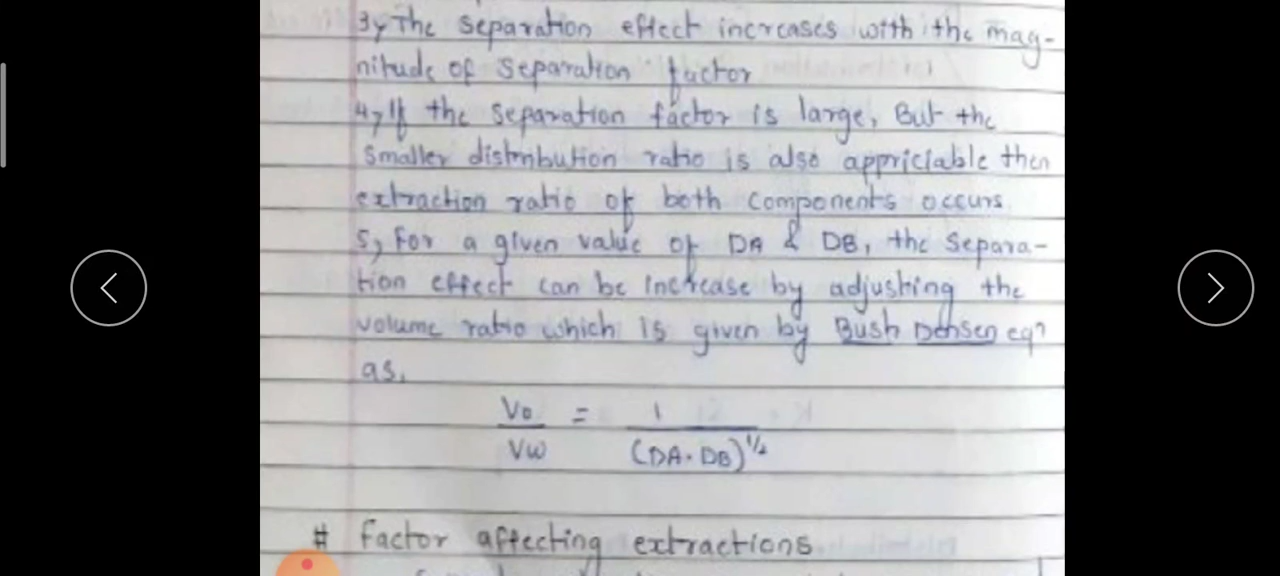 3, The separation effect increases with the mag-
nitude of separation factor
4, If the separation factor is large, But the
smaller distribution ratio is also appriciable then
extraction ratio of both components occurs
5, For a given value of DA & DB, the separa-
tion effect can be increase by adjusting the
volume ratio which is given by Bush Densen eqn
as,
Vo/Vw = 1/(DA·DB)^1/2
# Factor affecting extractions